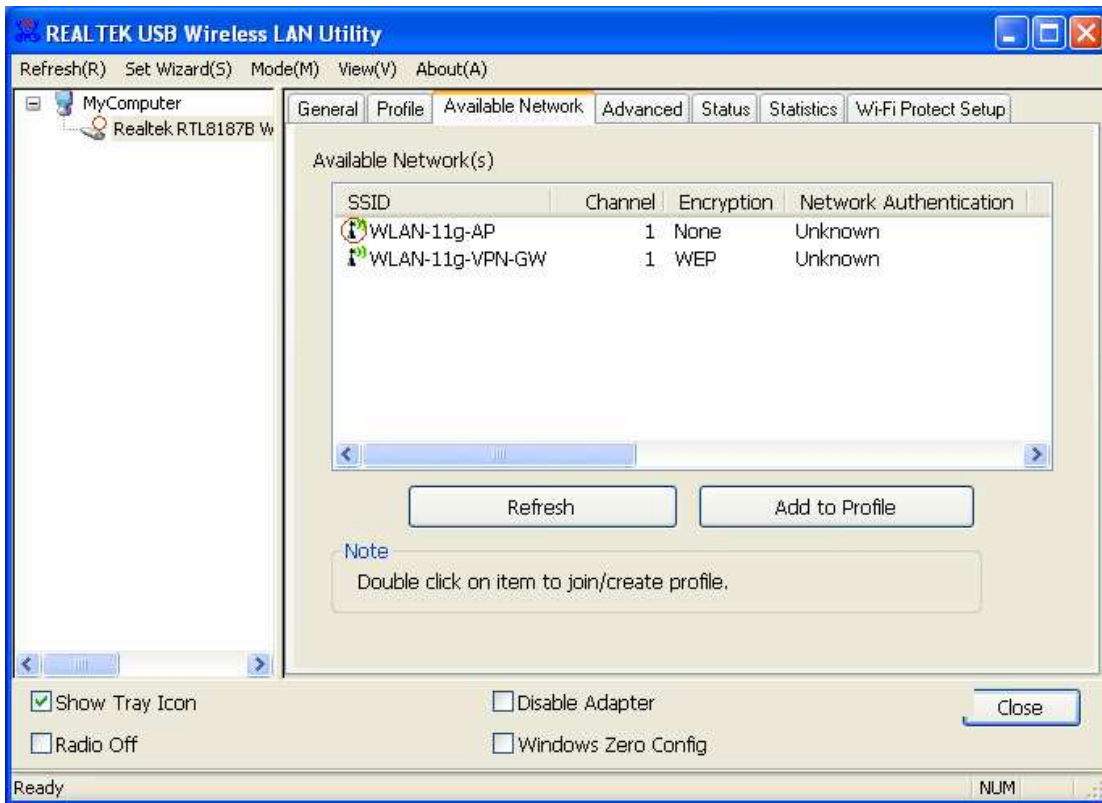 REALTEK USB Wireless LAN Utility
Refresh(R) Set Wizard(S) Mode(M) View(V) About(A)
MyComputer
Realtek RTL8187B W
General Profile Available Network Advanced Status Statistics Wi-Fi Protect Setup
Available Network(s)
SSID Channel Encryption Network Authentication
WLAN-11g-AP 1 None Unknown
WLAN-11g-VPN-GW 1 WEP Unknown
Refresh Add to Profile
Note
Double click on item to join/create profile.
Show Tray Icon Disable Adapter Close
Radio Off Windows Zero Config
Ready NUM